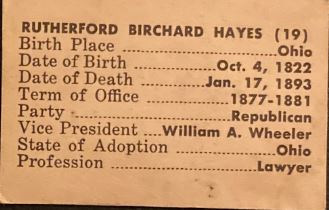 RUTHERFORD BIRCHARD HAYES (19)
Birth Place ........................Ohio
Date of Birth ..............Oct. 4, 1822
Date of Death ............Jan. 17, 1893
Term of Office ................1877-1881
Party ............................Republican
Vice President ......William A. Wheeler
State of Adoption ................Ohio
Profession ........................Lawyer